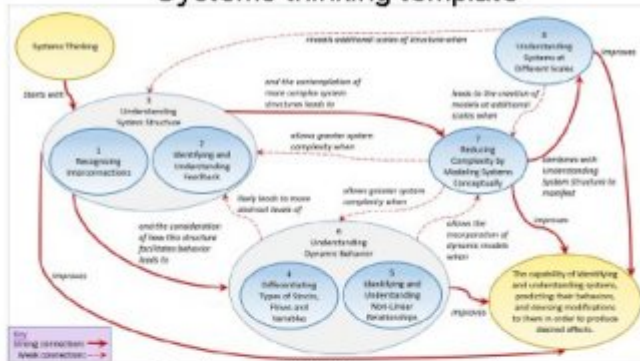 Systems thinking template
Systems Thinking
starts with
reveals additional scales of structure when
8
Understanding
Systems at
Different Scales
improves
and the contemplation of
more complex system
structures leads to
leads to the creation of
models at additional
scales when
3
Understanding
System Structure
1
Recognizing
Interconnections
2
Identifying and
Understanding
Feedback
allows greater system
complexity when
7
Reducing
Complexity by
Modeling Systems
Conceptually
combines with
Understanding
System Structure to
manifest
likely leads to more
abstract levels of
allows greater system
complexity when
and the consideration
of how this structure
facilitates behavior
leads to
6
Understanding
Dynamic Behavior
allows the
incorporation of
dynamic models
when
improves
4
Differentiating
Types of Stocks,
Flows and
Variables
5
Identifying and
Understanding
Non-Linear
Relationships
improves
improves
The capability of identifying
and understanding systems,
predicting their behaviors,
and devising modifications
to them in order to produce
desired effects.
Key
Strong connection:
Weak connection: